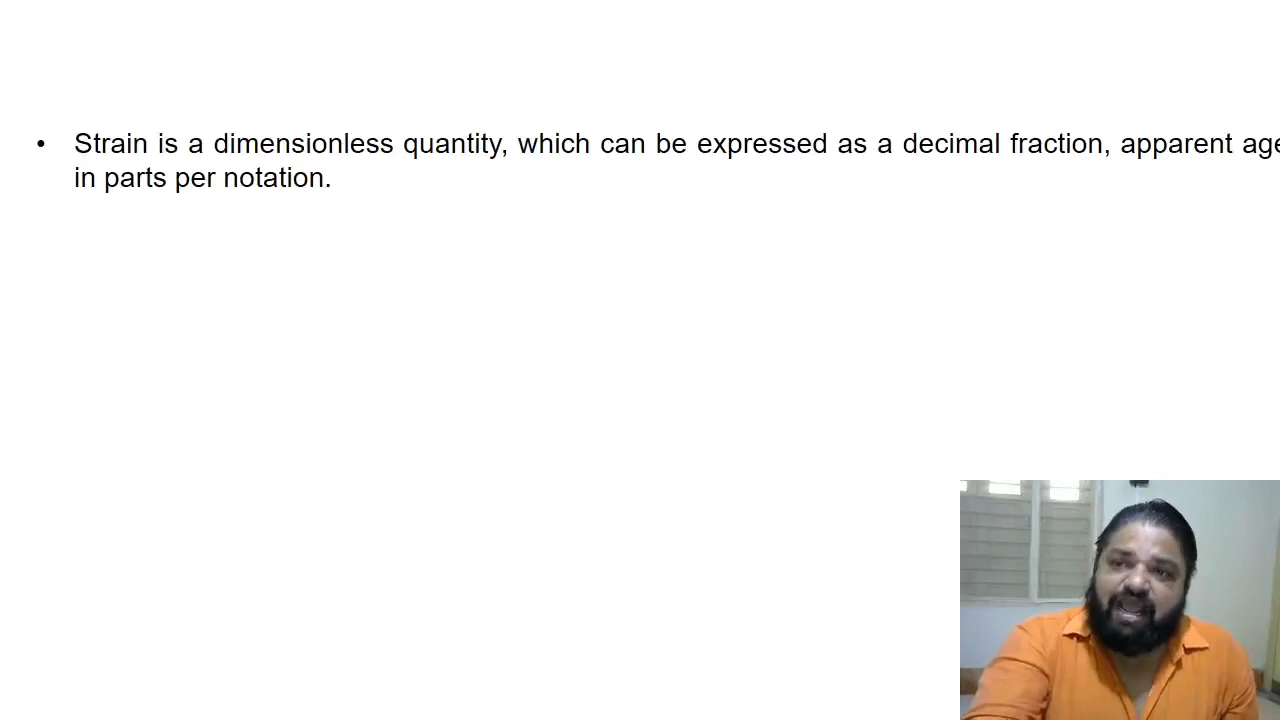 • Strain is a dimensionless quantity, which can be expressed as a decimal fraction, apparent age
in parts per notation.